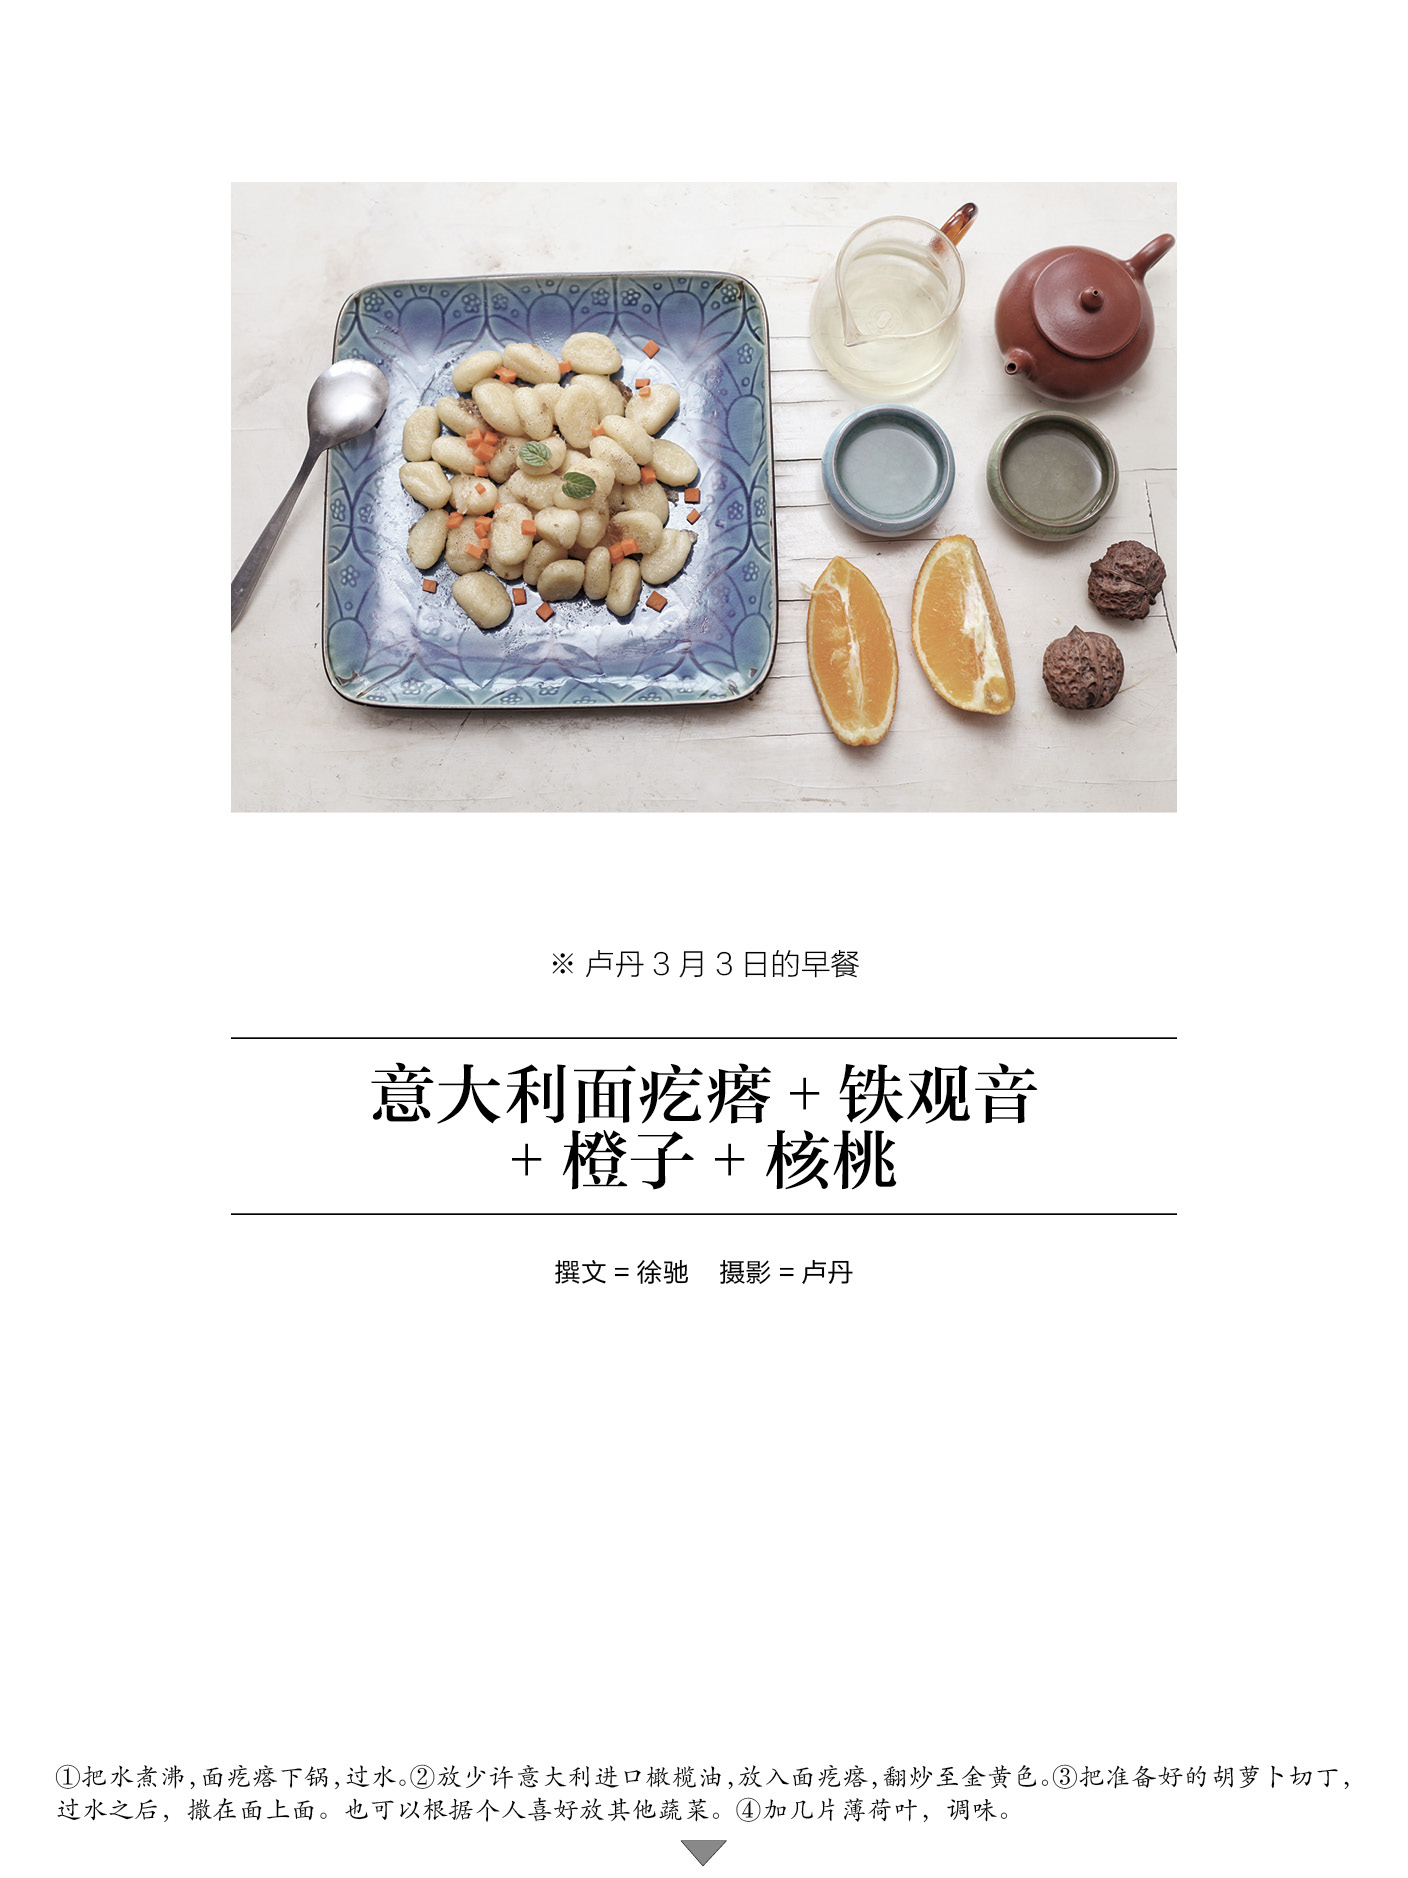 ※ 卢丹 3 月 3 日的早餐
意大利面疙瘩 + 铁观音
+ 橙子 + 核桃
撰文 = 徐驰　摄影 = 卢丹
①把水煮沸，面疙瘩下锅，过水。②放少许意大利进口橄榄油，放入面疙瘩，翻炒至金黄色。③把准备好的胡萝卜切丁，
过水之后，撒在面上面。也可以根据个人喜好放其他蔬菜。④加几片薄荷叶，调味。